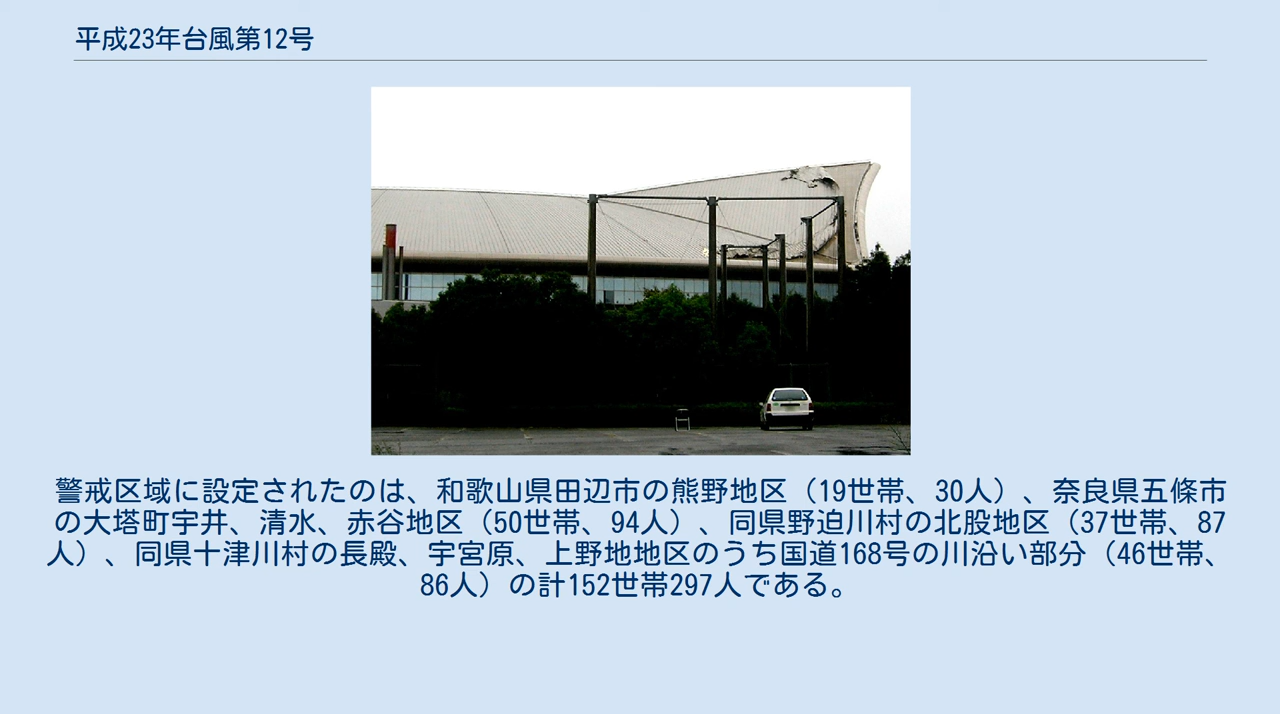 平成23年台風第12号
警戒区域に設定されたのは、和歌山県田辺市の熊野地区（19世帯、30人）、奈良県五條市
の大塔町宇井、清水、赤谷地区（50世帯、94人）、同県野迫川村の北股地区（37世帯、87
人）、同県十津川村の長殿、宇宮原、上野地地区のうち国道168号の川沿い部分（46世帯、
86人）の計152世帯297人である。